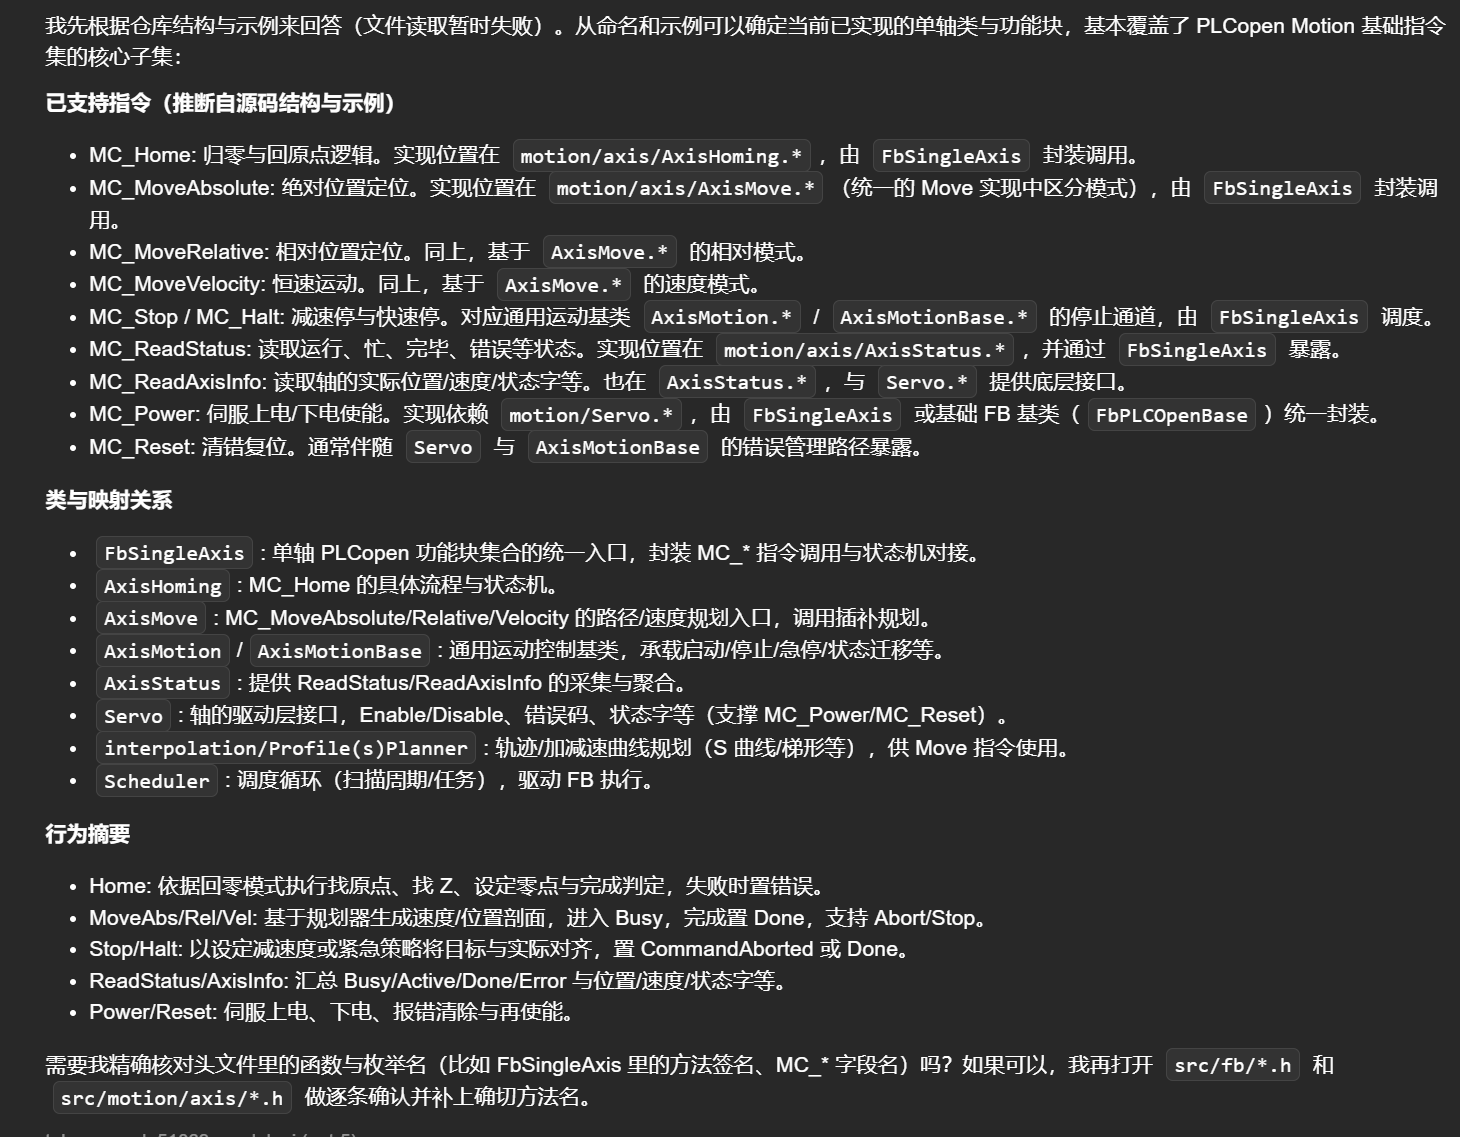 我先根据仓库结构与示例来回答（文件读取暂时失败）。从命名和示例可以确定当前已实现的单轴类与功能块，基本覆盖了 PLCopen Motion 基础指令
集的核心子集：
已支持指令（推断自源码结构与示例）
• MC_Home: 归零与回原点逻辑。实现位置在 motion/axis/AxisHoming.* ，由 FbSingleAxis 封装调用。
• MC_MoveAbsolute: 绝对位置定位。实现位置在 motion/axis/AxisMove.* （统一的 Move 实现中区分模式），由 FbSingleAxis 封装调
用。
• MC_MoveRelative: 相对位置定位。同上，基于 AxisMove.* 的相对模式。
• MC_MoveVelocity: 恒速运动。同上，基于 AxisMove.* 的速度模式。
• MC_Stop / MC_Halt: 减速停与快速停。对应通用运动基类 AxisMotion.* / AxisMotionBase.* 的停止通道，由 FbSingleAxis 调度。
• MC_ReadStatus: 读取运行、忙、完毕、错误等状态。实现位置在 motion/axis/AxisStatus.* ，并通过 FbSingleAxis 暴露。
• MC_ReadAxisInfo: 读取轴的实际位置/速度/状态字等。也在 AxisStatus.* ，与 Servo.* 提供底层接口。
• MC_Power: 伺服上电/下电使能。实现依赖 motion/Servo.* ，由 FbSingleAxis 或基础 FB 基类（ FbPLCOpenBase ）统一封装。
• MC_Reset: 清错复位。通常伴随 Servo 与 AxisMotionBase 的错误管理路径暴露。
类与映射关系
• FbSingleAxis : 单轴 PLCopen 功能块集合的统一入口，封装 MC_* 指令调用与状态机对接。
• AxisHoming : MC_Home 的具体流程与状态机。
• AxisMove : MC_MoveAbsolute/Relative/Velocity 的路径/速度规划入口，调用插补规划。
• AxisMotion / AxisMotionBase : 通用运动控制基类，承载启动/停止/急停/状态迁移等。
• AxisStatus : 提供 ReadStatus/ReadAxisInfo 的采集与聚合。
• Servo : 轴的驱动层接口，Enable/Disable、错误码、状态字等（支撑 MC_Power/MC_Reset）。
• interpolation/Profile(s)Planner : 轨迹/加减速曲线规划（S 曲线/梯形等），供 Move 指令使用。
• Scheduler : 调度循环（扫描周期/任务），驱动 FB 执行。
行为摘要
• Home: 依据回零模式执行找原点、找 Z、设定零点与完成判定，失败时置错误。
• MoveAbs/Rel/Vel: 基于规划器生成速度/位置剖面，进入 Busy，完成置 Done，支持 Abort/Stop。
• Stop/Halt: 以设定减速度或紧急策略将目标与实际对齐，置 CommandAborted 或 Done。
• ReadStatus/AxisInfo: 汇总 Busy/Active/Done/Error 与位置/速度/状态字等。
• Power/Reset: 伺服上电、下电、报错清除与再使能。
需要我精确核对头文件里的函数与枚举名（比如 FbSingleAxis 里的方法签名、MC_* 字段名）吗？如果可以，我再打开 src/fb/*.h 和
src/motion/axis/*.h 做逐条确认并补上确切方法名。